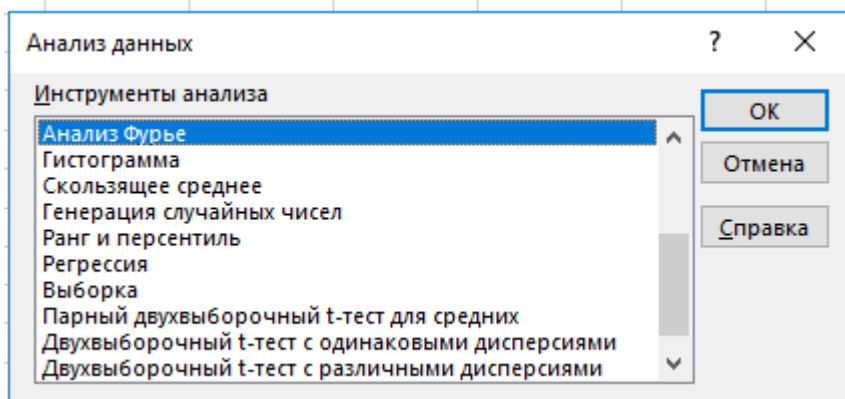 Анализ данных ?
Инструменты анализа
Анализ Фурье
Гистограмма
Скользящее среднее
Генерация случайных чисел
Ранг и персентиль
Регрессия
Выборка
Парный двухвыборочный t-тест для средних
Двухвыборочный t-тест с одинаковыми дисперсиями
Двухвыборочный t-тест с различными дисперсиями
ОК
Отмена
Справка